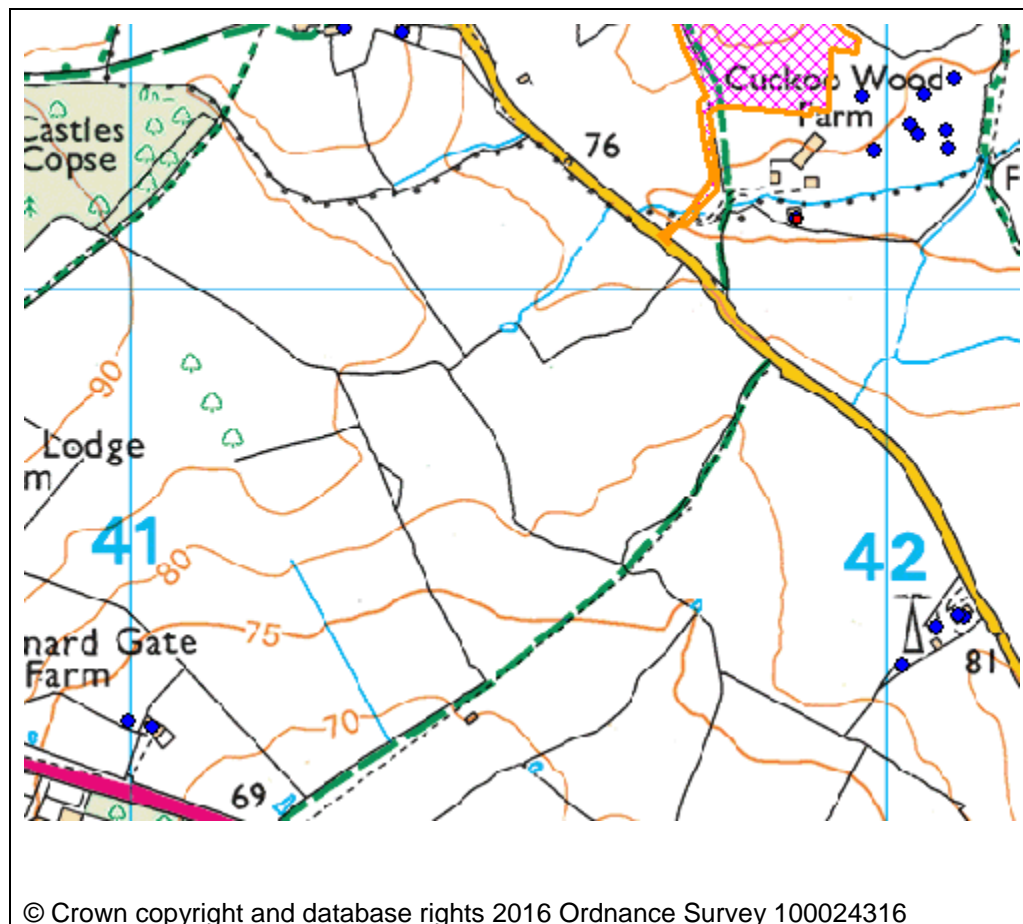 Cuckoo Wood
Farm
Castles
Copse
76
F
90
Lodge
m
41
42
80
75
nard Gate
Farm
81
70
69
© Crown copyright and database rights 2016 Ordnance Survey 100024316